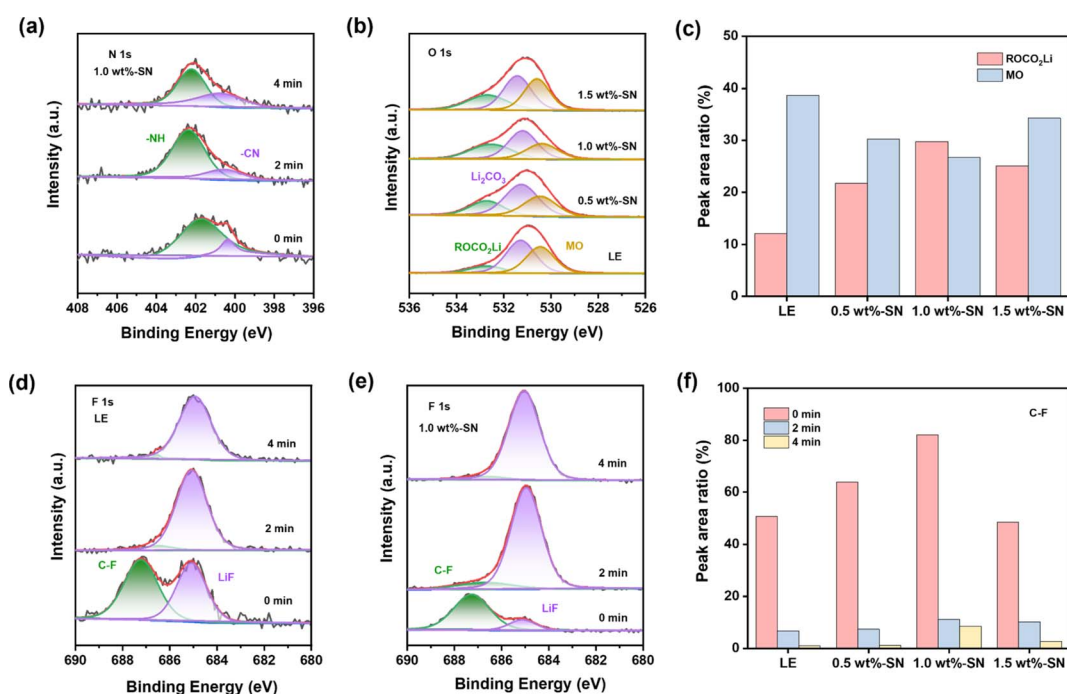 (a)
N 1s
1.0 wt%-SN
4 min
-NH
-CN
2 min
0 min
408 406 404 402 400 398 396
Binding Energy (eV)
Intensity (a.u.)
(b)
O 1s
1.5 wt%-SN
1.0 wt%-SN
Li₂CO₃
0.5 wt%-SN
ROCO₂Li
MO
LE
536 534 532 530 528 526
Binding Energy (eV)
Intensity (a.u.)
(c)
ROCO₂Li
MO
50
40
30
20
10
0
Peak area ratio (%)
LE 0.5 wt%-SN 1.0 wt%-SN 1.5 wt%-SN
(d)
F 1s
LE
4 min
2 min
C-F
LiF
0 min
690 688 686 684 682 680
Binding Energy (eV)
Intensity (a.u.)
(e)
F 1s
1.0 wt%-SN
4 min
C-F
2 min
LiF
0 min
690 688 686 684 682 680
Binding Energy (eV)
Intensity (a.u.)
(f)
0 min
2 min
4 min
C-F
100
80
60
40
20
0
Peak area ratio (%)
LE 0.5 wt%-SN 1.0 wt%-SN 1.5 wt%-SN